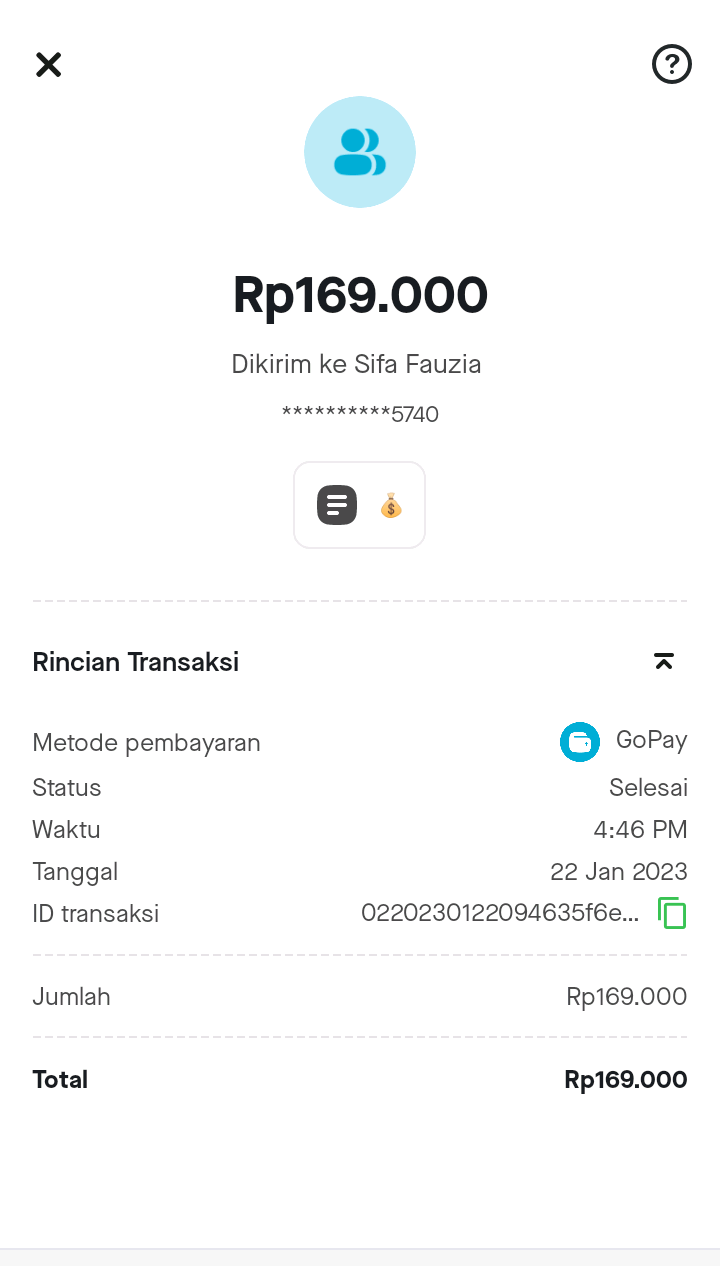 Rp169.000
Dikirim ke Sifa Fauzia
**********5740
Rincian Transaksi
Metode pembayaran GoPay
Status Selesai
Waktu 4:46 PM
Tanggal 22 Jan 2023
ID transaksi 0220230122094635f6e...
Jumlah Rp169.000
Total Rp169.000